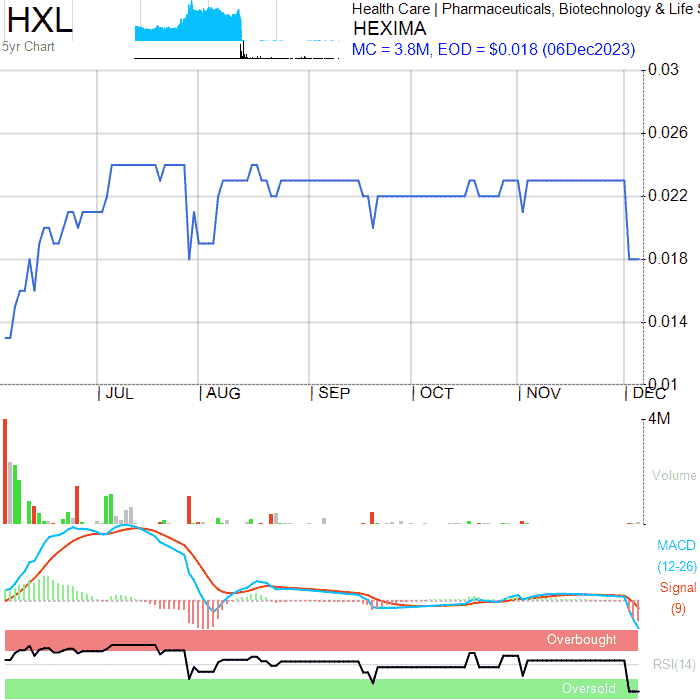 HXL
5yr Chart
Health Care | Pharmaceuticals, Biotechnology & Life
HEXIMA
MC = 3.8M, EOD = $0.018 (06Dec2023)
0.03
0.026
0.022
0.018
0.014
0.01
JUL
AUG
SEP
OCT
NOV
DEC
4M
Volume
MACD
(12-26)
Signal
(9)
Overbought
RSI(14)
Oversold